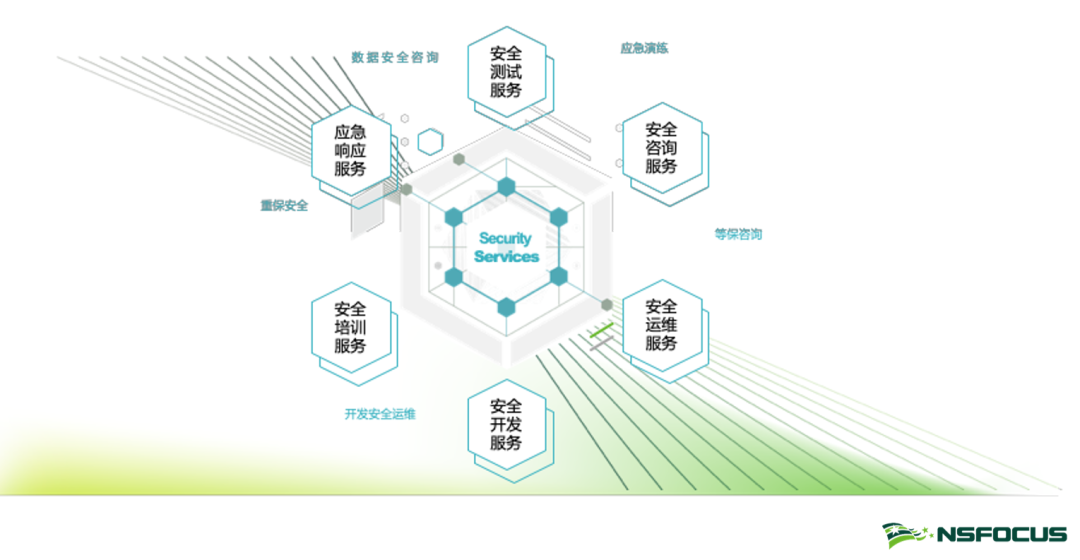 数据安全咨询
应急演练
安全
测试
服务
应急
响应
服务
安全
咨询
服务
重保安全
等保咨询
Security
Services
安全
培训
服务
安全
运维
服务
开发安全运维
安全
开发
服务
NSFOCUS